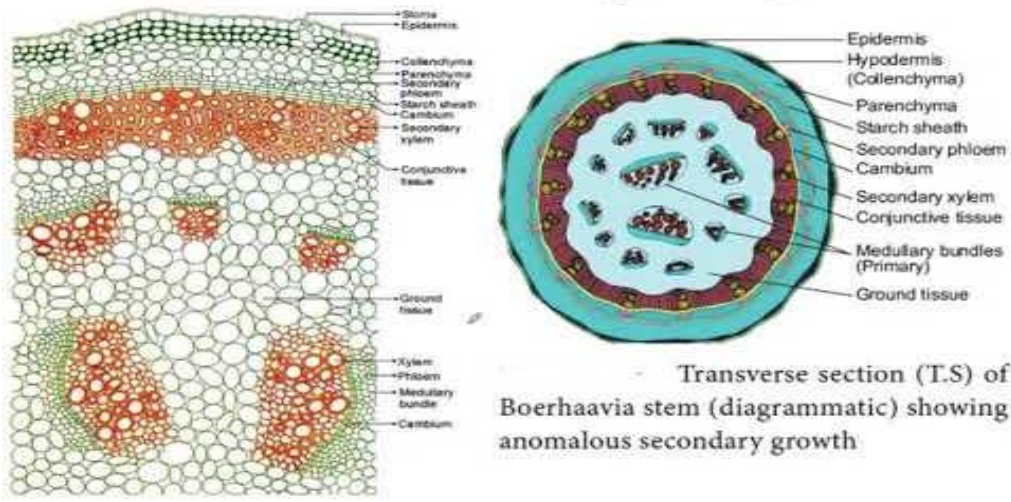 Stoma
Epidermis
Collenchyma
Parenchyma
Secondary
phloem
Starch sheath
Cambium
Secondary
xylem
Conjunctive
tissue
Ground
tissue
Xylem
Phloem
Medullary
bundle
Cambium
Epidermis
Hypodermis
(Collenchyma)
Parenchyma
Starch sheath
Secondary phloem
Cambium
Secondary xylem
Conjunctive tissue
Medullary bundles
(Primary)
Ground tissue
Transverse section (T.S) of
Boerhaavia stem (diagrammatic) showing
anomalous secondary growth